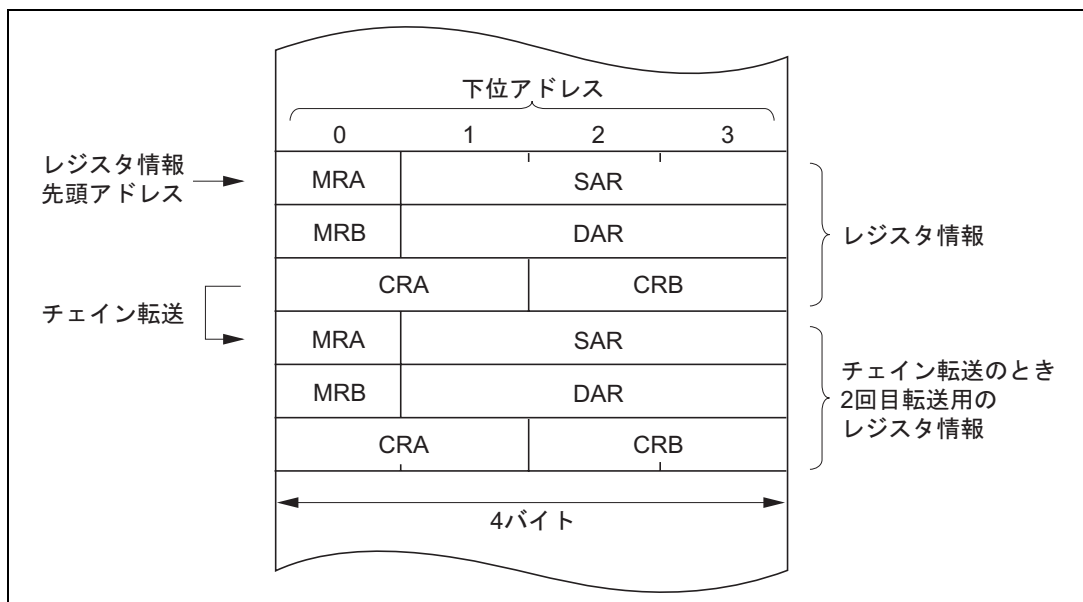 下位アドレス
0 1 2 3
レジスタ情報
先頭アドレス
MRA SAR
MRB DAR
レジスタ情報
CRA CRB
チェイン転送
MRA SAR
MRB DAR
チェイン転送のとき
2回目転送用の
レジスタ情報
CRA CRB
4バイト